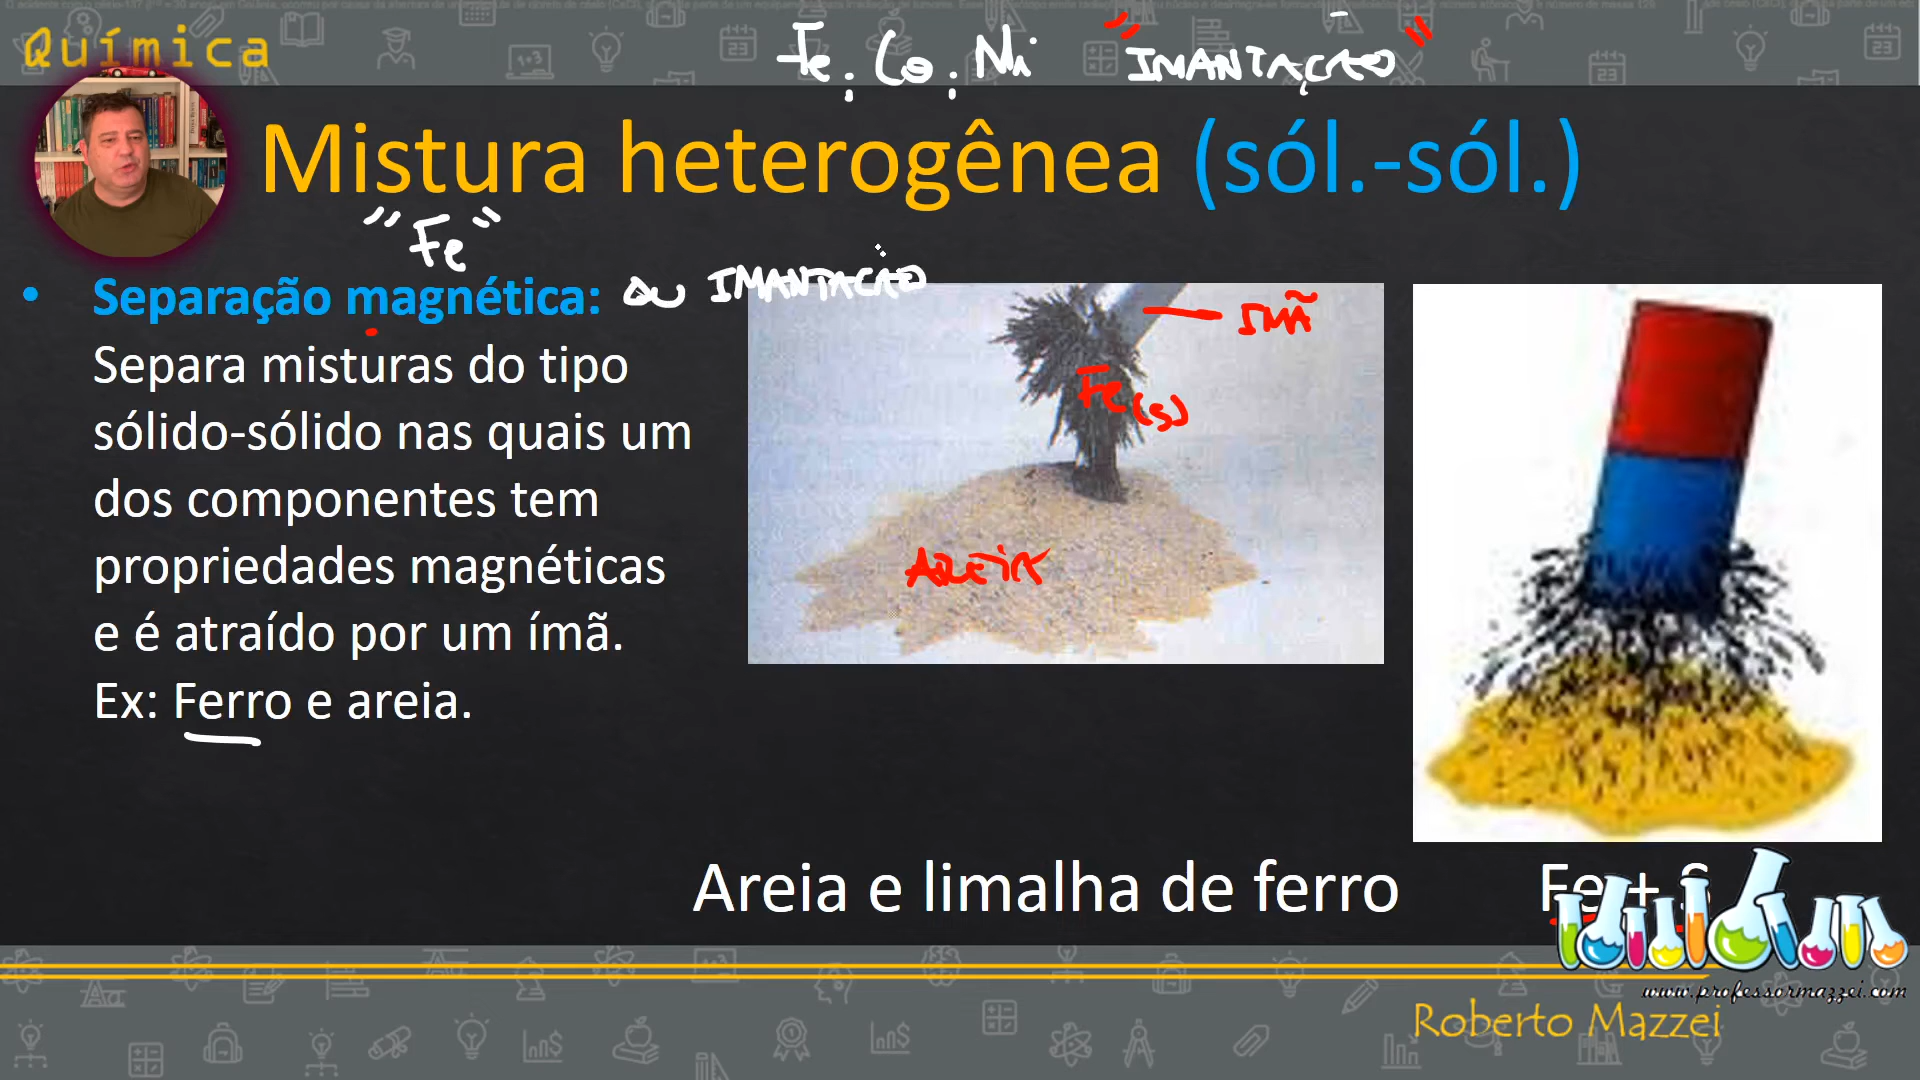 Química
Fe; Co; Ni "IMANTAÇÃO"
Mistura heterogênea (sól.-sól.)
"Fe"
• Separação magnética: OU IMANTAÇÃO
Separa misturas do tipo
sólido-sólido nas quais um
dos componentes tem
propriedades magnéticas
e é atraído por um ímã.
Ex: Ferro e areia.
IMÃ
Fe(s)
AREIA
Areia e limalha de ferro
Fe + S
www.professormazzei.com
Roberto Mazzei